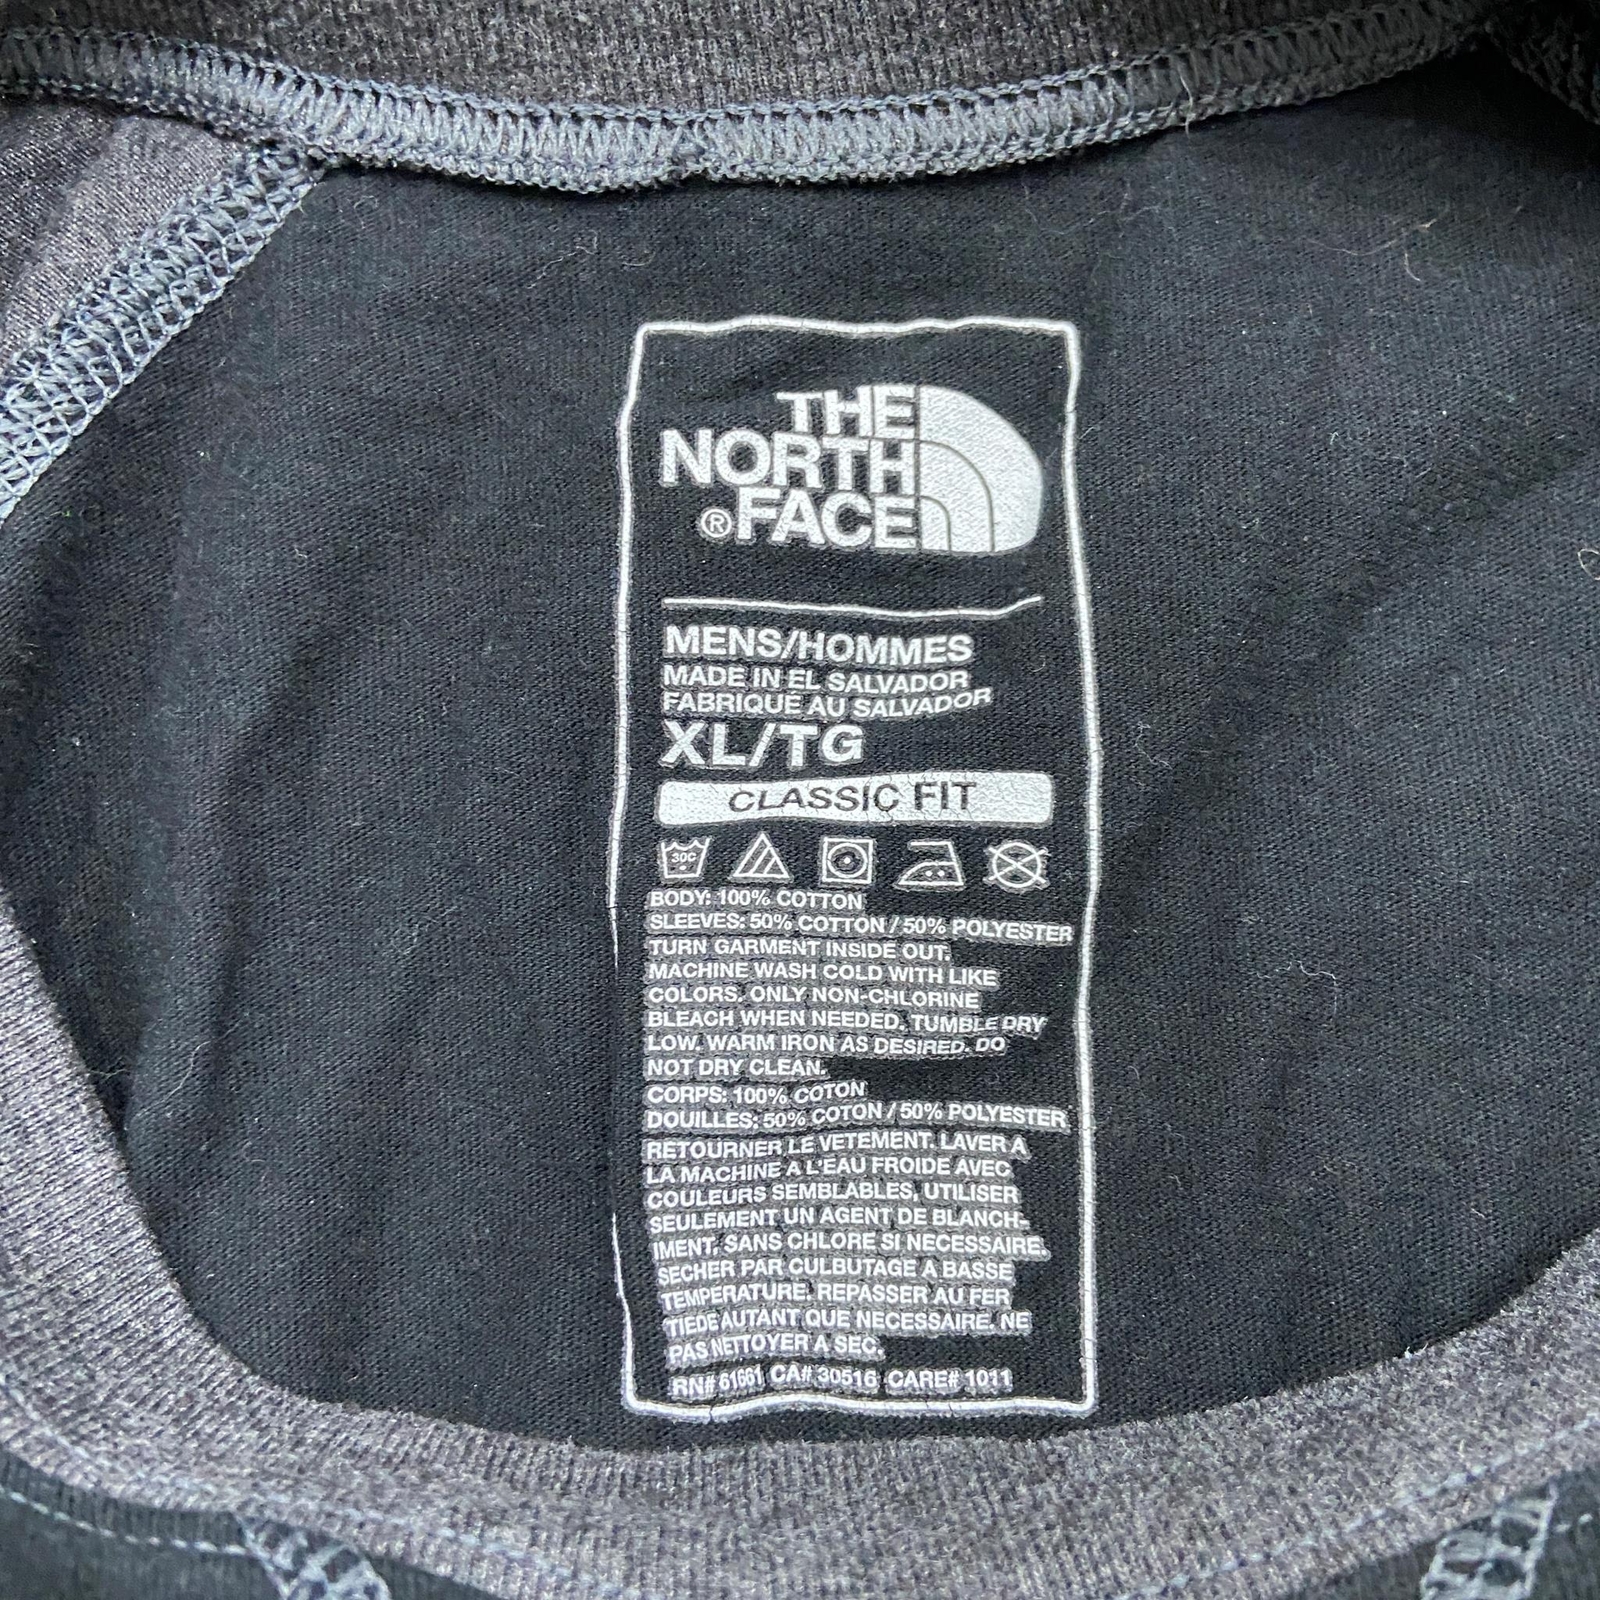 THE
NORTH
®FACE
MENS/HOMMES
MADE IN EL SALVADOR
FABRIQUÉ AU SALVADOR
XL/TG
CLASSIC FIT
30C
BODY: 100% COTTON
SLEEVES: 50% COTTON / 50% POLYESTER
TURN GARMENT INSIDE OUT.
MACHINE WASH COLD WITH LIKE
COLORS. ONLY NON-CHLORINE
BLEACH WHEN NEEDED. TUMBLE DRY
LOW. WARM IRON AS DESIRED. DO
NOT DRY CLEAN.
CORPS: 100% COTON
DOUILLES: 50% COTON / 50% POLYESTER
RETOURNER LE VETEMENT. LAVER A
LA MACHINE A L'EAU FROIDE AVEC
COULEURS SEMBLABLES, UTILISER
SEULEMENT UN AGENT DE BLANCH-
IMENT, SANS CHLORE SI NECESSAIRE.
SECHER PAR CULBUTAGE A BASSE
TEMPERATURE. REPASSER AU FER
TIEDE AUTANT QUE NECESSAIRE. NE
PAS NETTOYER A SEC.
RN# 61661 CA# 30516 CARE# 1011